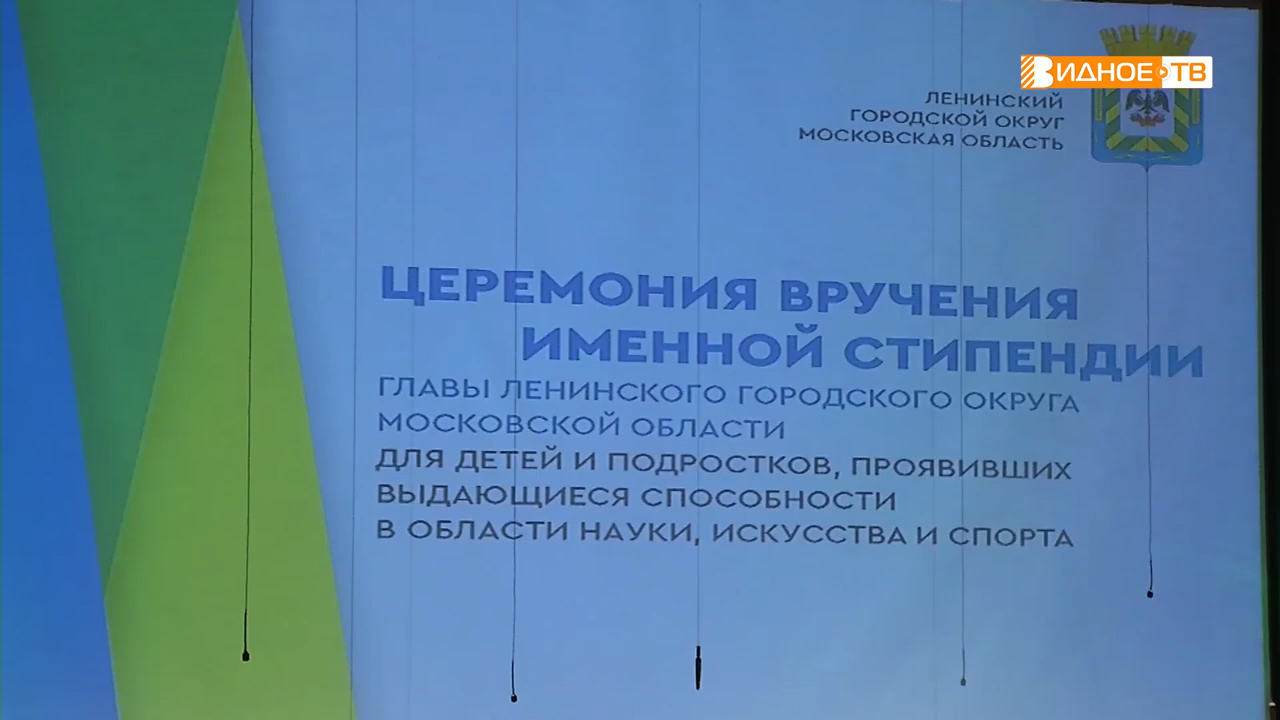 ВИДНОЕ ТВ
ЛЕНИНСКИЙ
ГОРОДСКОЙ ОКРУГ
МОСКОВСКАЯ ОБЛАСТЬ
ЦЕРЕМОНИЯ ВРУЧЕНИЯ
ИМЕННОЙ СТИПЕНДИИ
ГЛАВЫ ЛЕНИНСКОГО ГОРОДСКОГО ОКРУГА
МОСКОВСКОЙ ОБЛАСТИ
ДЛЯ ДЕТЕЙ И ПОДРОСТКОВ, ПРОЯВИВШИХ
ВЫДАЮЩИЕСЯ СПОСОБНОСТИ
В ОБЛАСТИ НАУКИ, ИСКУССТВА И СПОРТА